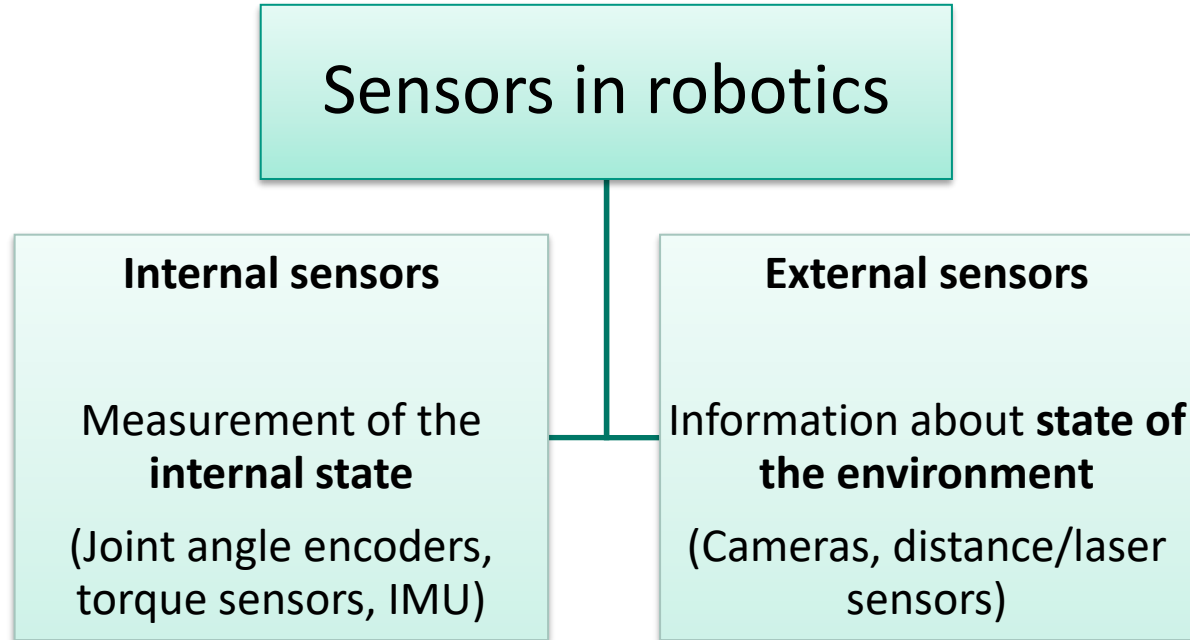 Sensors in robotics
Internal sensors
Measurement of the
internal state
(Joint angle encoders,
torque sensors, IMU)
External sensors
Information about state of
the environment
(Cameras, distance/laser
sensors)